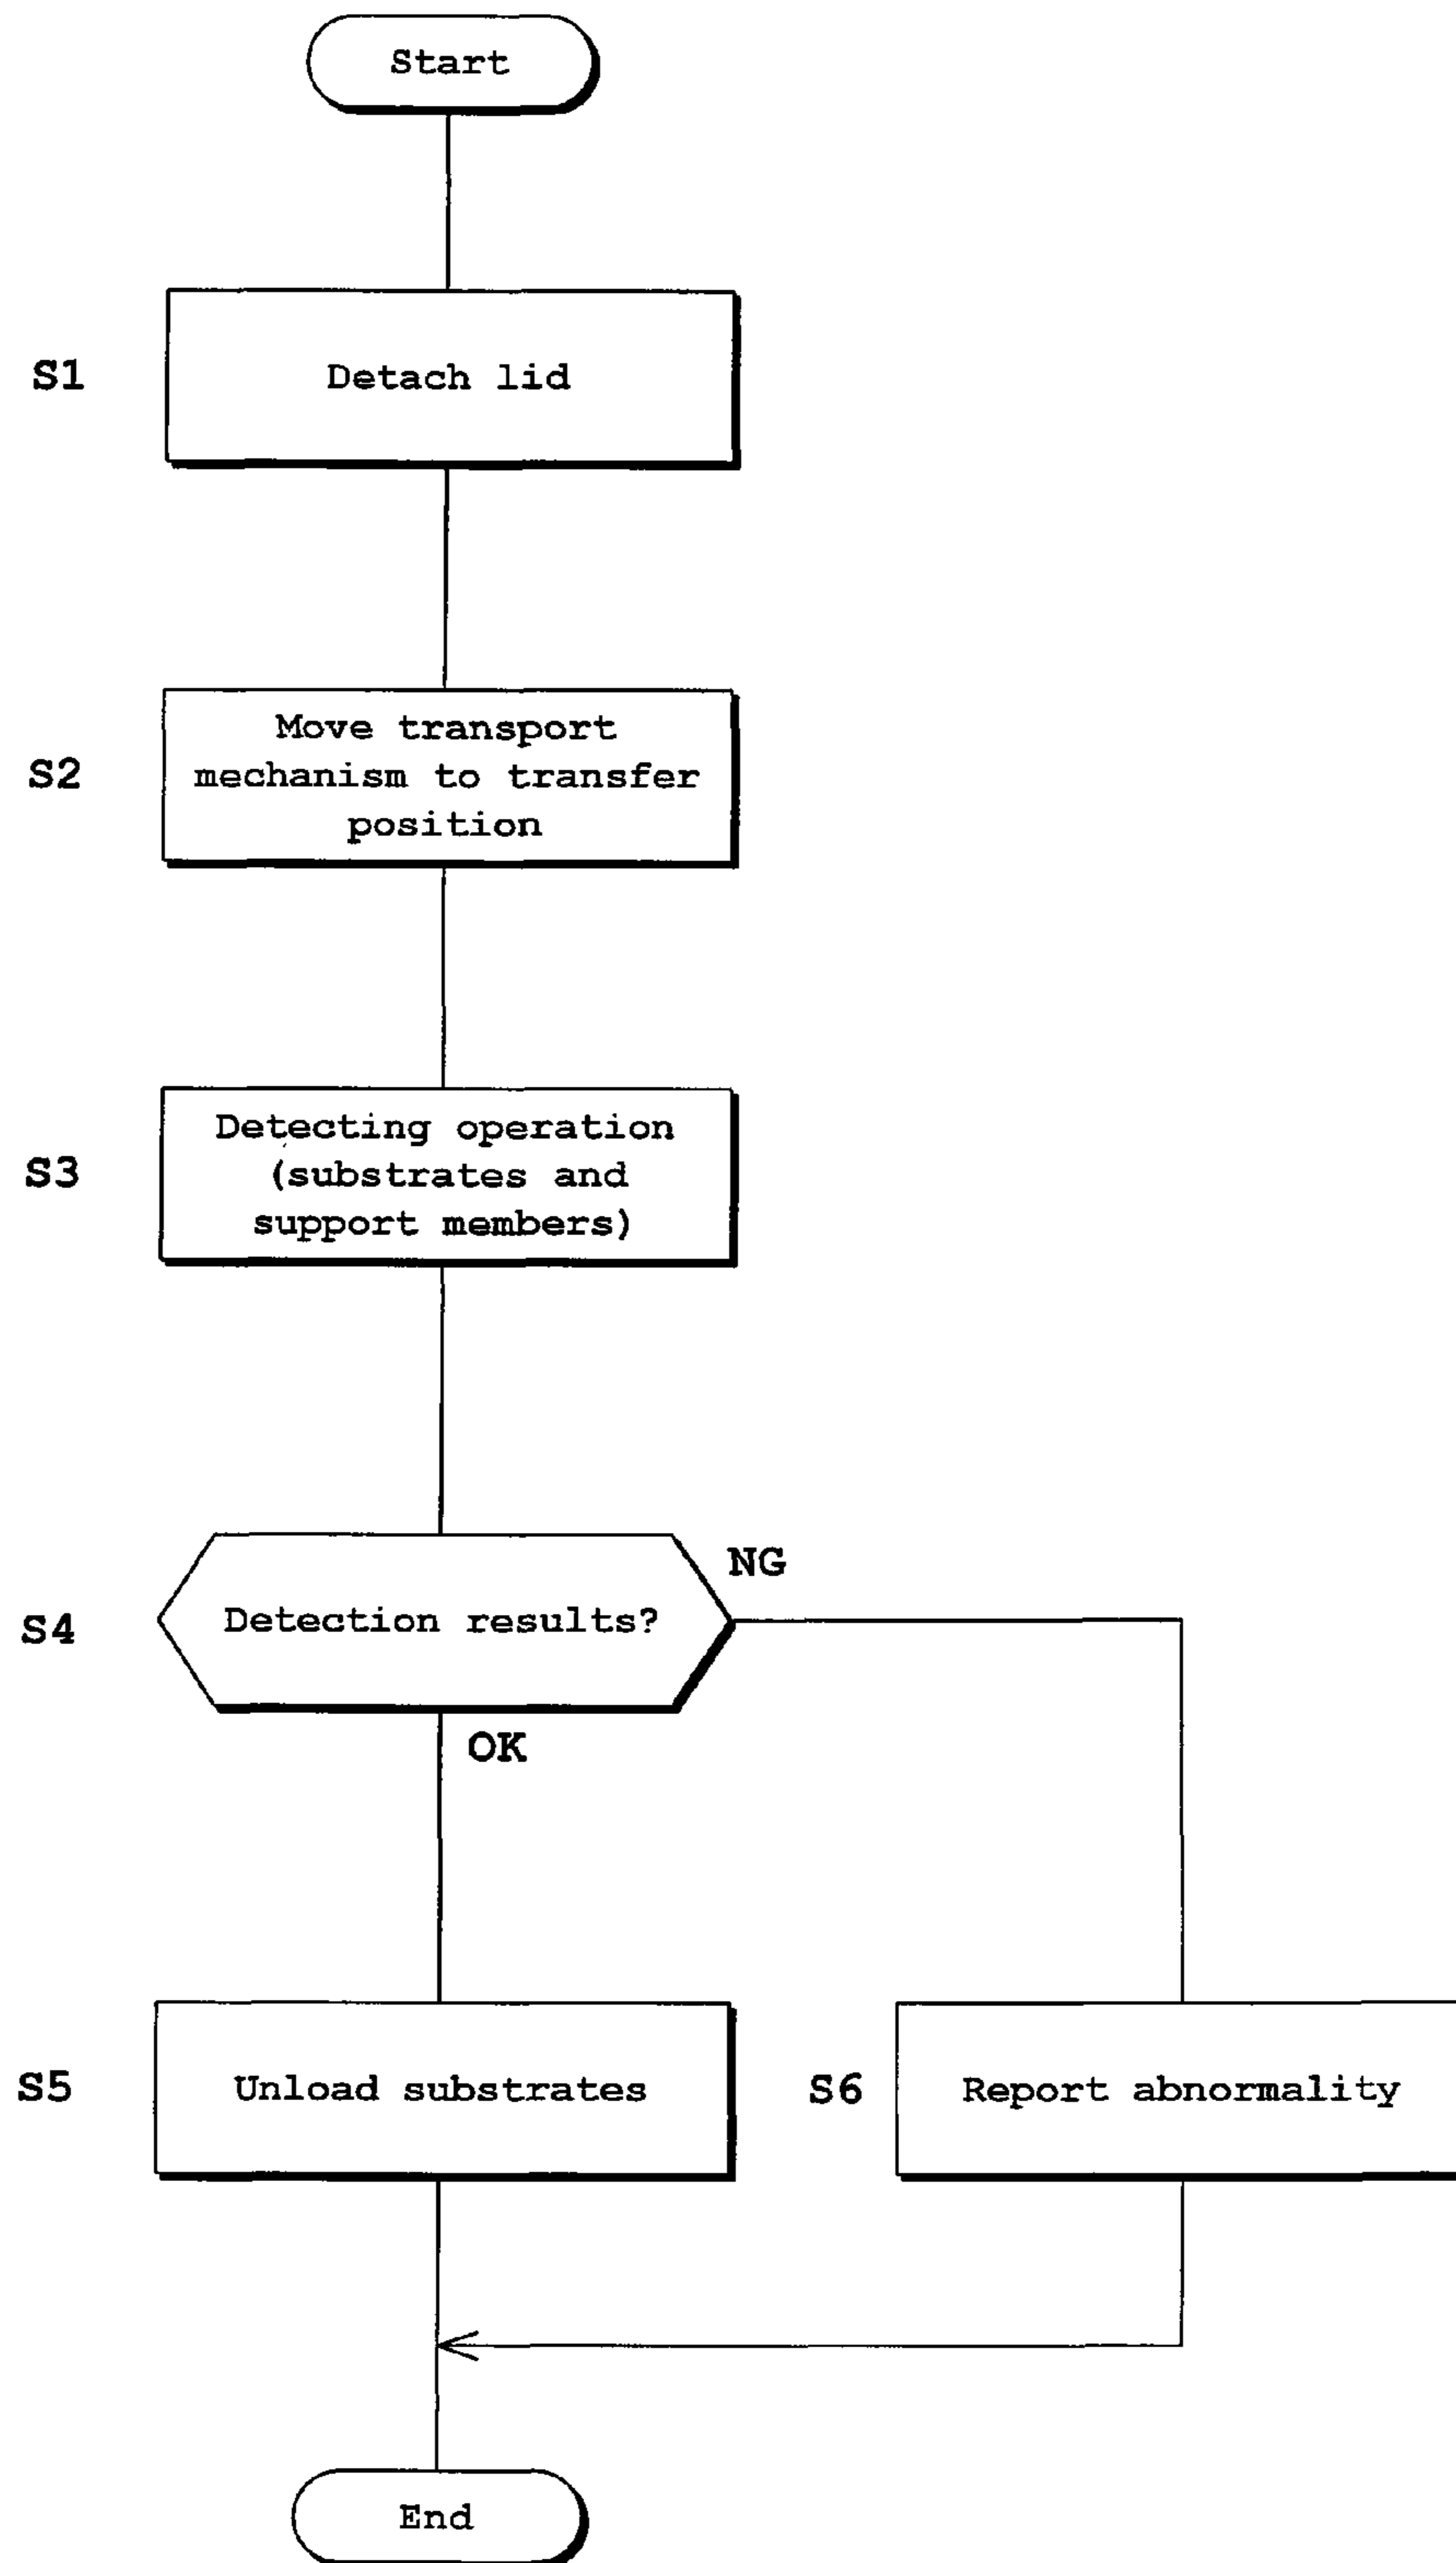 Start
S1
Detach lid
S2
Move transport
mechanism to transfer
position
S3
Detecting operation
(substrates and
support members)
S4
Detection results?
NG
OK
S5
Unload substrates
S6
Report abnormality
End